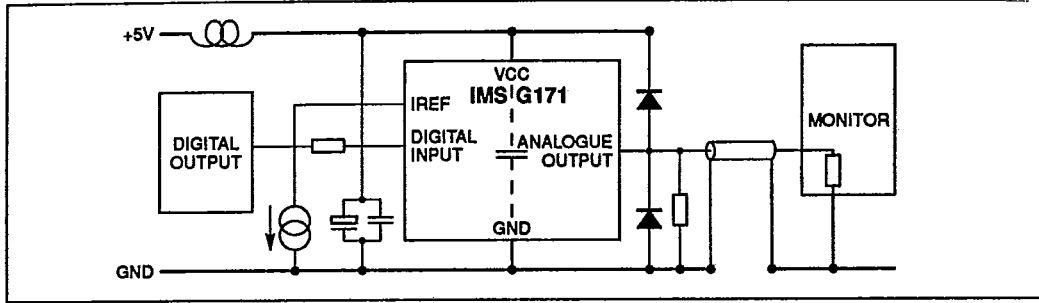 +5V
VCC
IMS G171
IREF
DIGITAL
INPUT
ANALOGUE
OUTPUT
GND
DIGITAL
OUTPUT
MONITOR
GND